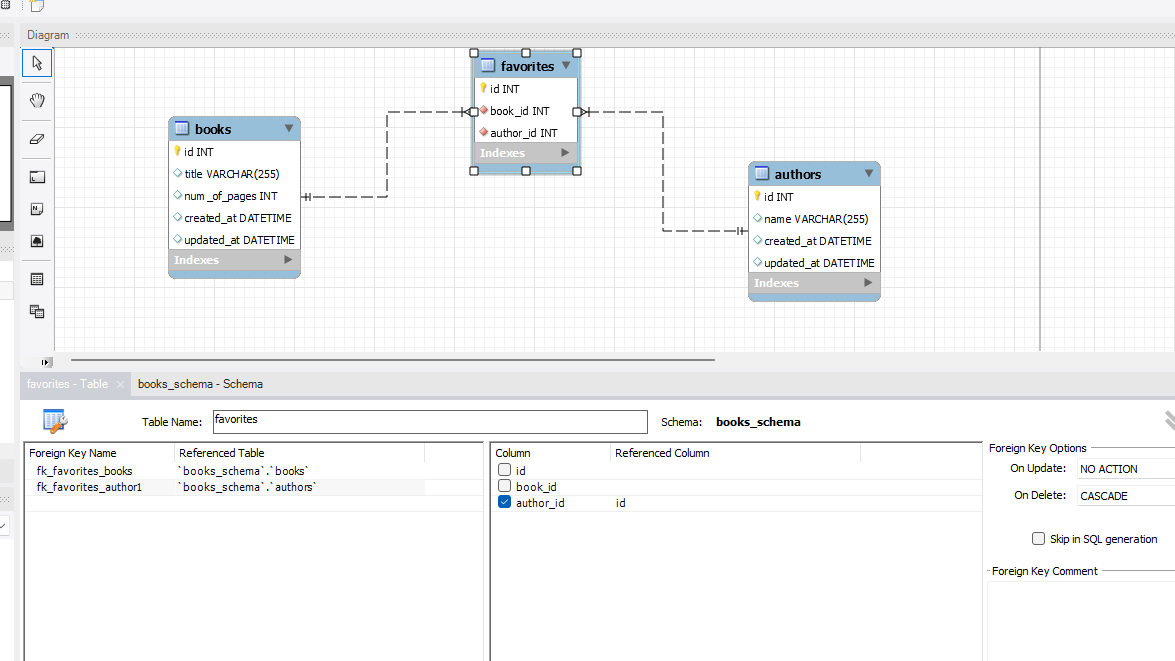 Diagram
favorites
id INT
book_id INT
author_id INT
Indexes
books
id INT
title VARCHAR(255)
num_of_pages INT
created_at DATETIME
updated_at DATETIME
Indexes
authors
id INT
name VARCHAR(255)
created_at DATETIME
updated_at DATETIME
Indexes
favorites - Table
books_schema - Schema
Table Name: favorites Schema: books_schema
Foreign Key Name Referenced Table
fk_favorites_books `books_schema`.`books`
fk_favorites_author1 `books_schema`.`authors`
Column Referenced Column
id
book_id
author_id id
Foreign Key Options
On Update: NO ACTION
On Delete: CASCADE
Skip in SQL generation
Foreign Key Comment